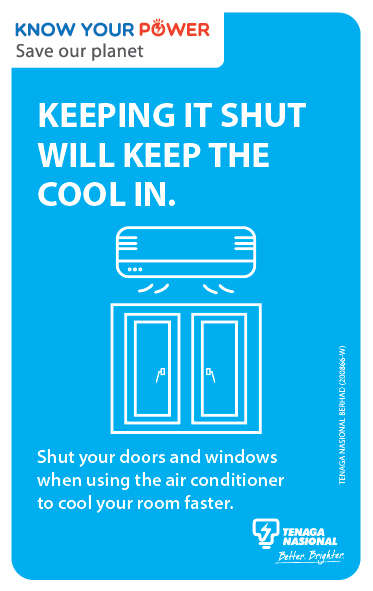 KNOW YOUR POWER
Save our planet
KEEPING IT SHUT
WILL KEEP THE
COOL IN.
Shut your doors and windows
when using the air conditioner
to cool your room faster.
TENAGA NASIONAL BERHAD (200866-W)
TENAGA
NASIONAL
Better. Brighter.